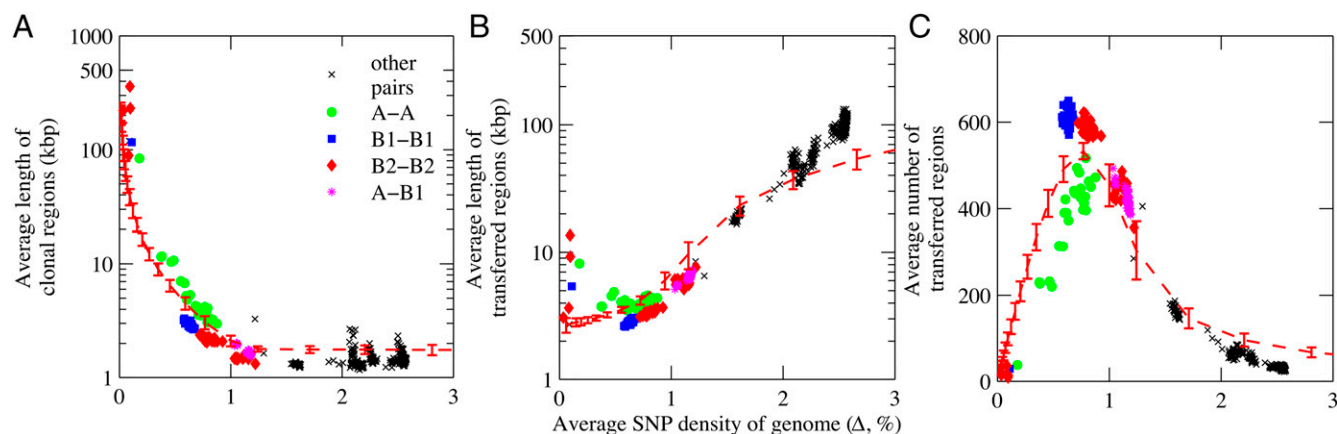 A
Average length of
clonal regions (kbp)
1000
500
100
10
1
0
1
2
3
other
pairs
A−A
B1−B1
B2−B2
A−B1
B
Average length of
transferred regions (kbp)
500
100
10
1
0
1
2
3
Average SNP density of genome (Δ, %)
C
Average number of
transferred regions
800
600
400
200
0
0
1
2
3